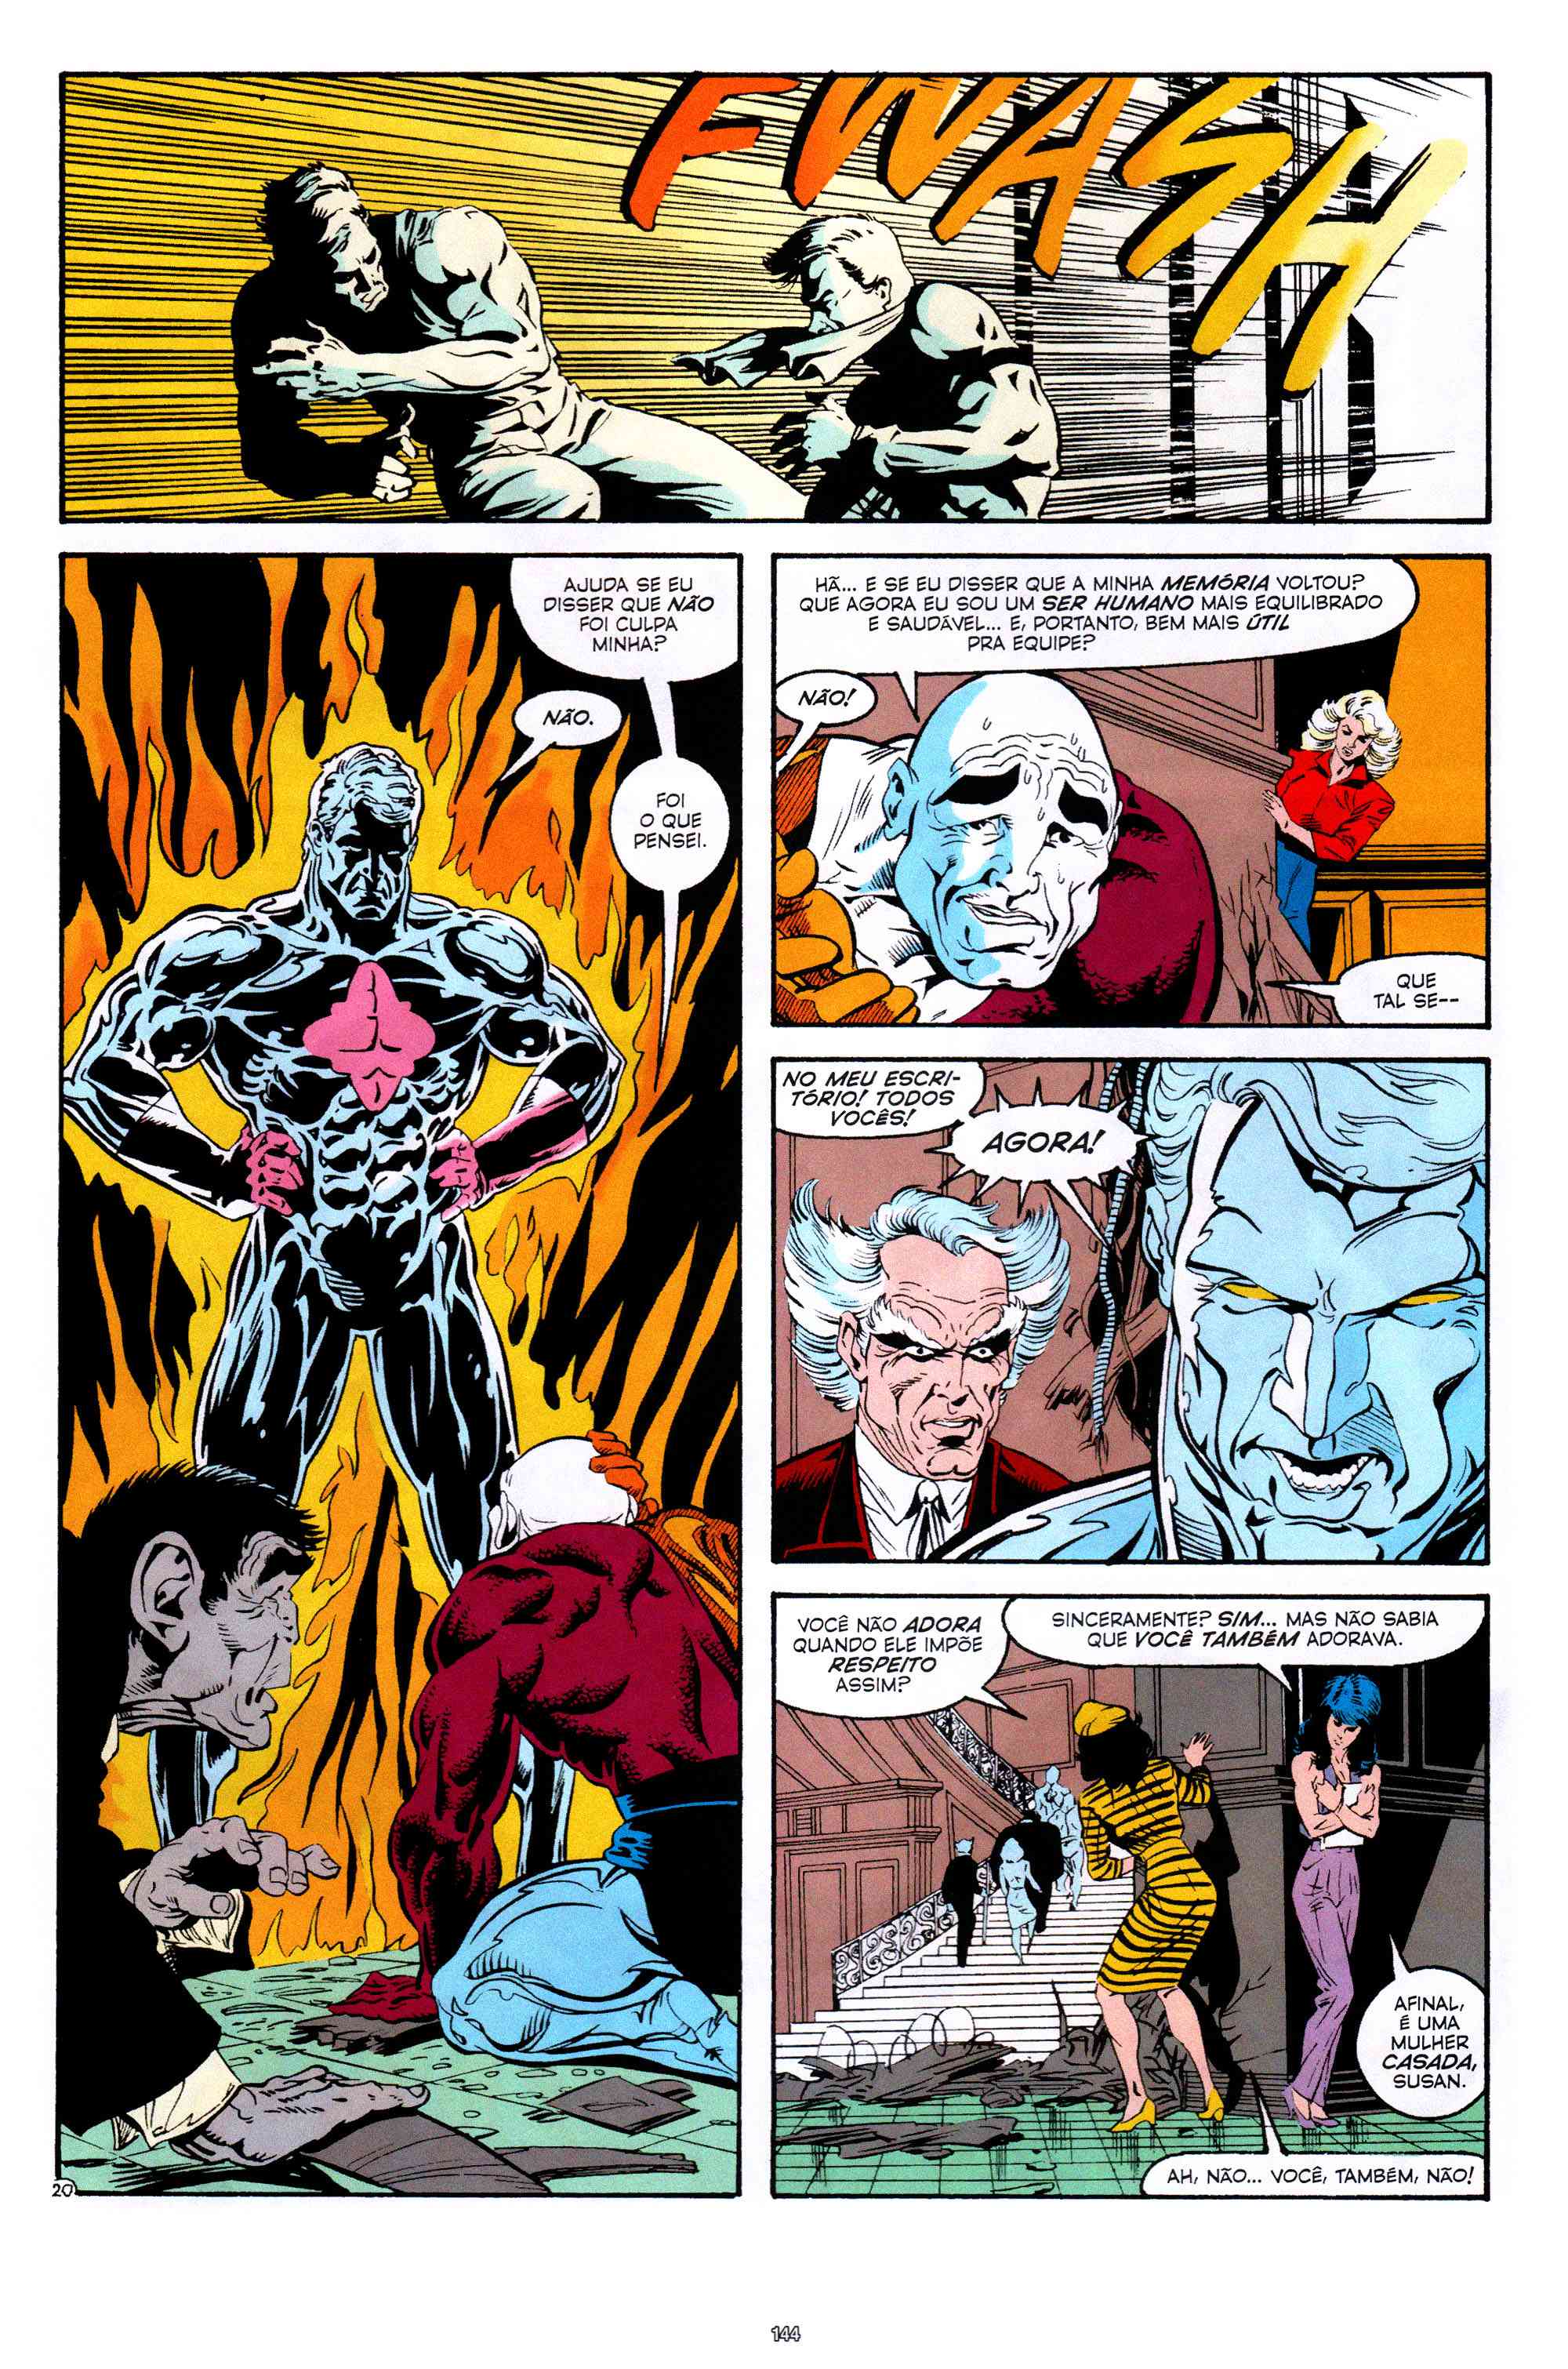 FWASH
AJUDA SE EU
DISSER QUE NÃO
FOI CULPA
MINHA?
NÃO.
FOI
O QUE
PENSEI.
HÃ... E SE EU DISSER QUE A MINHA MEMÓRIA VOLTOU?
QUE AGORA EU SOU UM SER HUMANO MAIS EQUILIBRADO
E SAUDÁVEL... E, PORTANTO, BEM MAIS ÚTIL
PRA EQUIPE?
NÃO!
QUE
TAL SE--
NO MEU ESCRI-
TÓRIO! TODOS
VOCÊS!
AGORA!
VOCÊ NÃO ADORA
QUANDO ELE IMPÕE
RESPEITO
ASSIM?
SINCERAMENTE? SIM... MAS NÃO SABIA
QUE VOCÊ TAMBÉM ADORAVA.
AFINAL,
É UMA
MULHER
CASADA,
SUSAN.
AH, NÃO... VOCÊ, TAMBÉM, NÃO!
20
144